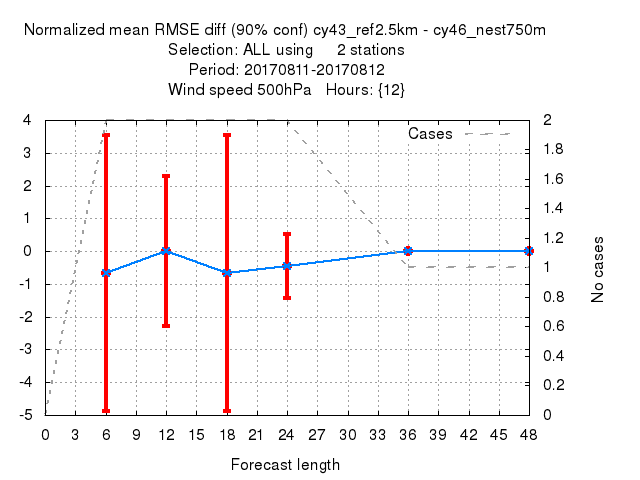 Normalized mean RMSE diff (90% conf) cy43_ref2.5km - cy46_nest750m
Selection: ALL using 2 stations
Period: 20170811-20170812
Wind speed 500hPa Hours: {12}
Cases
4
3
2
1
0
-1
-2
-3
-4
-5
2
1.8
1.6
1.4
1.2
1
0.8
0.6
0.4
0.2
0
No cases
0 3 6 9 12 15 18 21 24 27 30 33 36 39 42 45 48
Forecast length